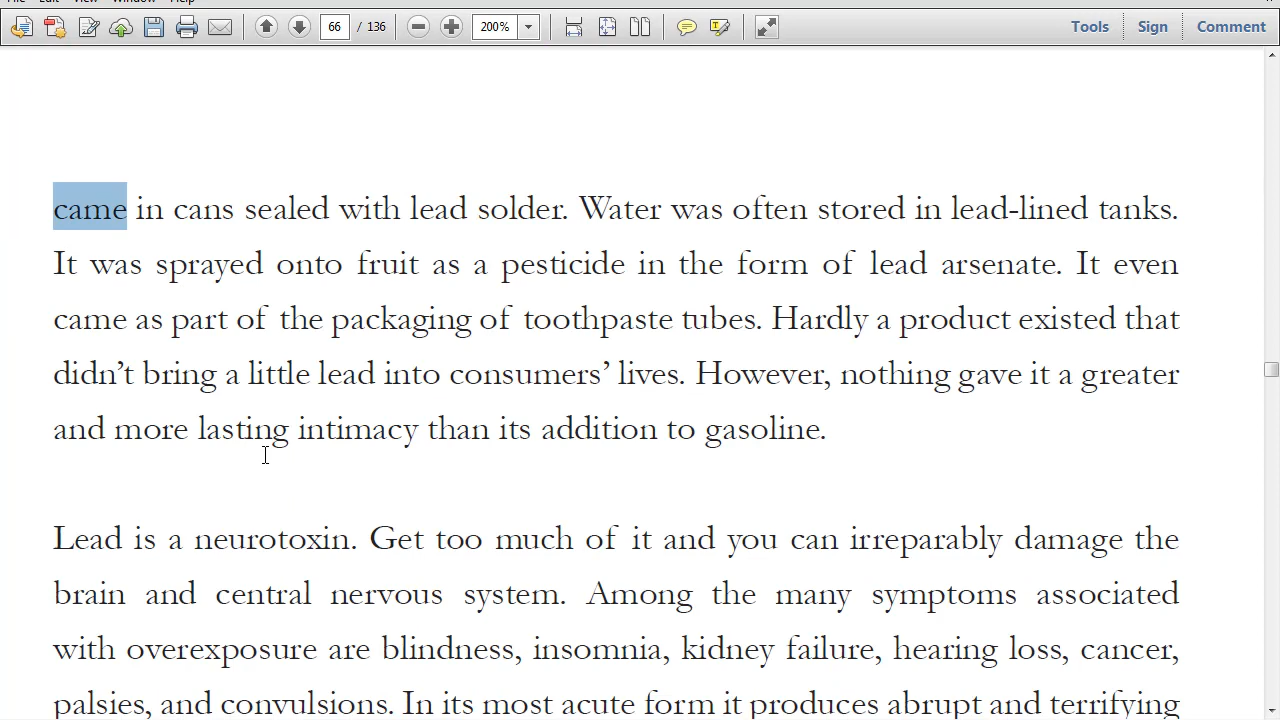 File Edit View Window Help
66 / 136 200% Tools Sign Comment
came in cans sealed with lead solder. Water was often stored in lead-lined tanks.
It was sprayed onto fruit as a pesticide in the form of lead arsenate. It even
came as part of the packaging of toothpaste tubes. Hardly a product existed that
didn’t bring a little lead into consumers’ lives. However, nothing gave it a greater
and more lasting intimacy than its addition to gasoline.
Lead is a neurotoxin. Get too much of it and you can irreparably damage the
brain and central nervous system. Among the many symptoms associated
with overexposure are blindness, insomnia, kidney failure, hearing loss, cancer,
palsies, and convulsions. In its most acute form it produces abrupt and terrifying